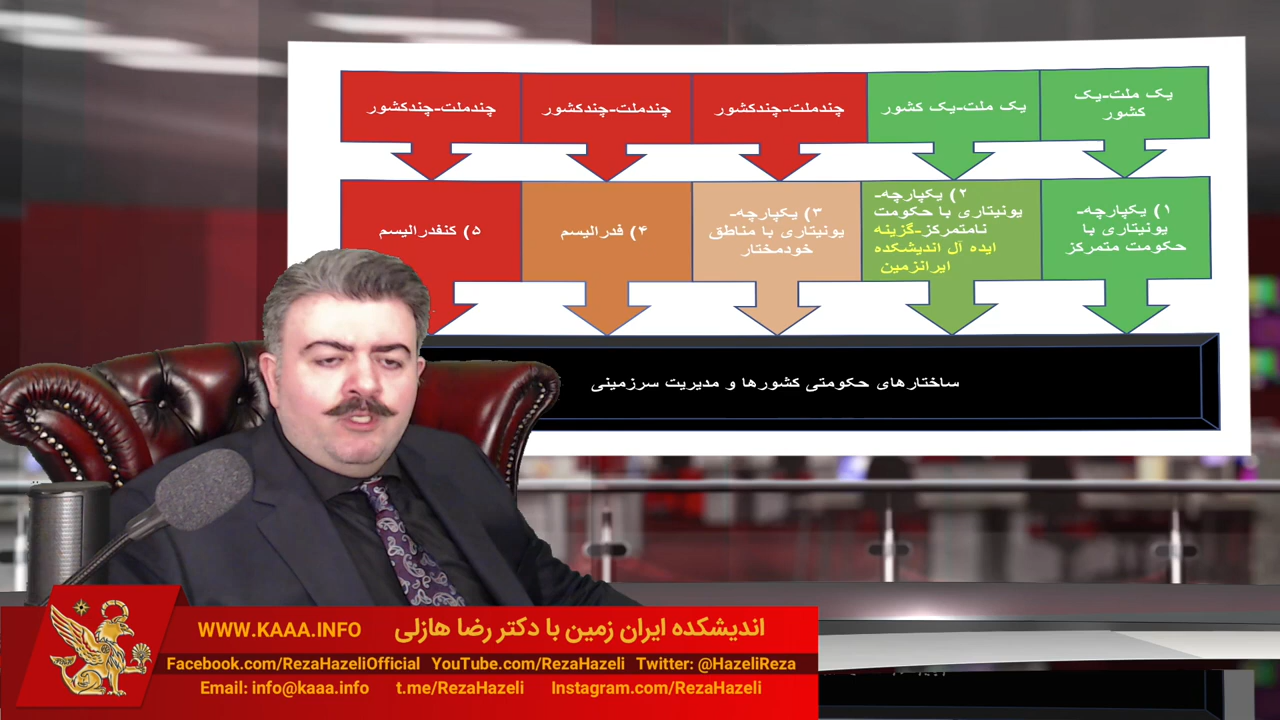 یک ملت-یک
کشور
یک ملت-یک کشور
چندملت-چندکشور
چندملت-چندکشور
چندملت-چندکشور
۱) یکپارچه-
یونیتاری با
حکومت متمرکز
۲) یکپارچه-
یونیتاری با حکومت
نامتمرکز-گزینه
ایده آل اندیشکده
ایرانزمین
۳) یکپارچه-
یونیتاری با مناطق
خودمختار
۴) فدرالیسم
۵) کنفدرالیسم
ساختارهای حکومتی کشورها و مدیریت سرزمینی
اندیشکده ایران زمین با دکتر رضا هازلی WWW.KAAA.INFO
Facebook.com/RezaHazeliOfficial YouTube.com/RezaHazeli Twitter: @HazeliReza
Email: info@kaaa.info t.me/RezaHazeli Instagram.com/RezaHazeli